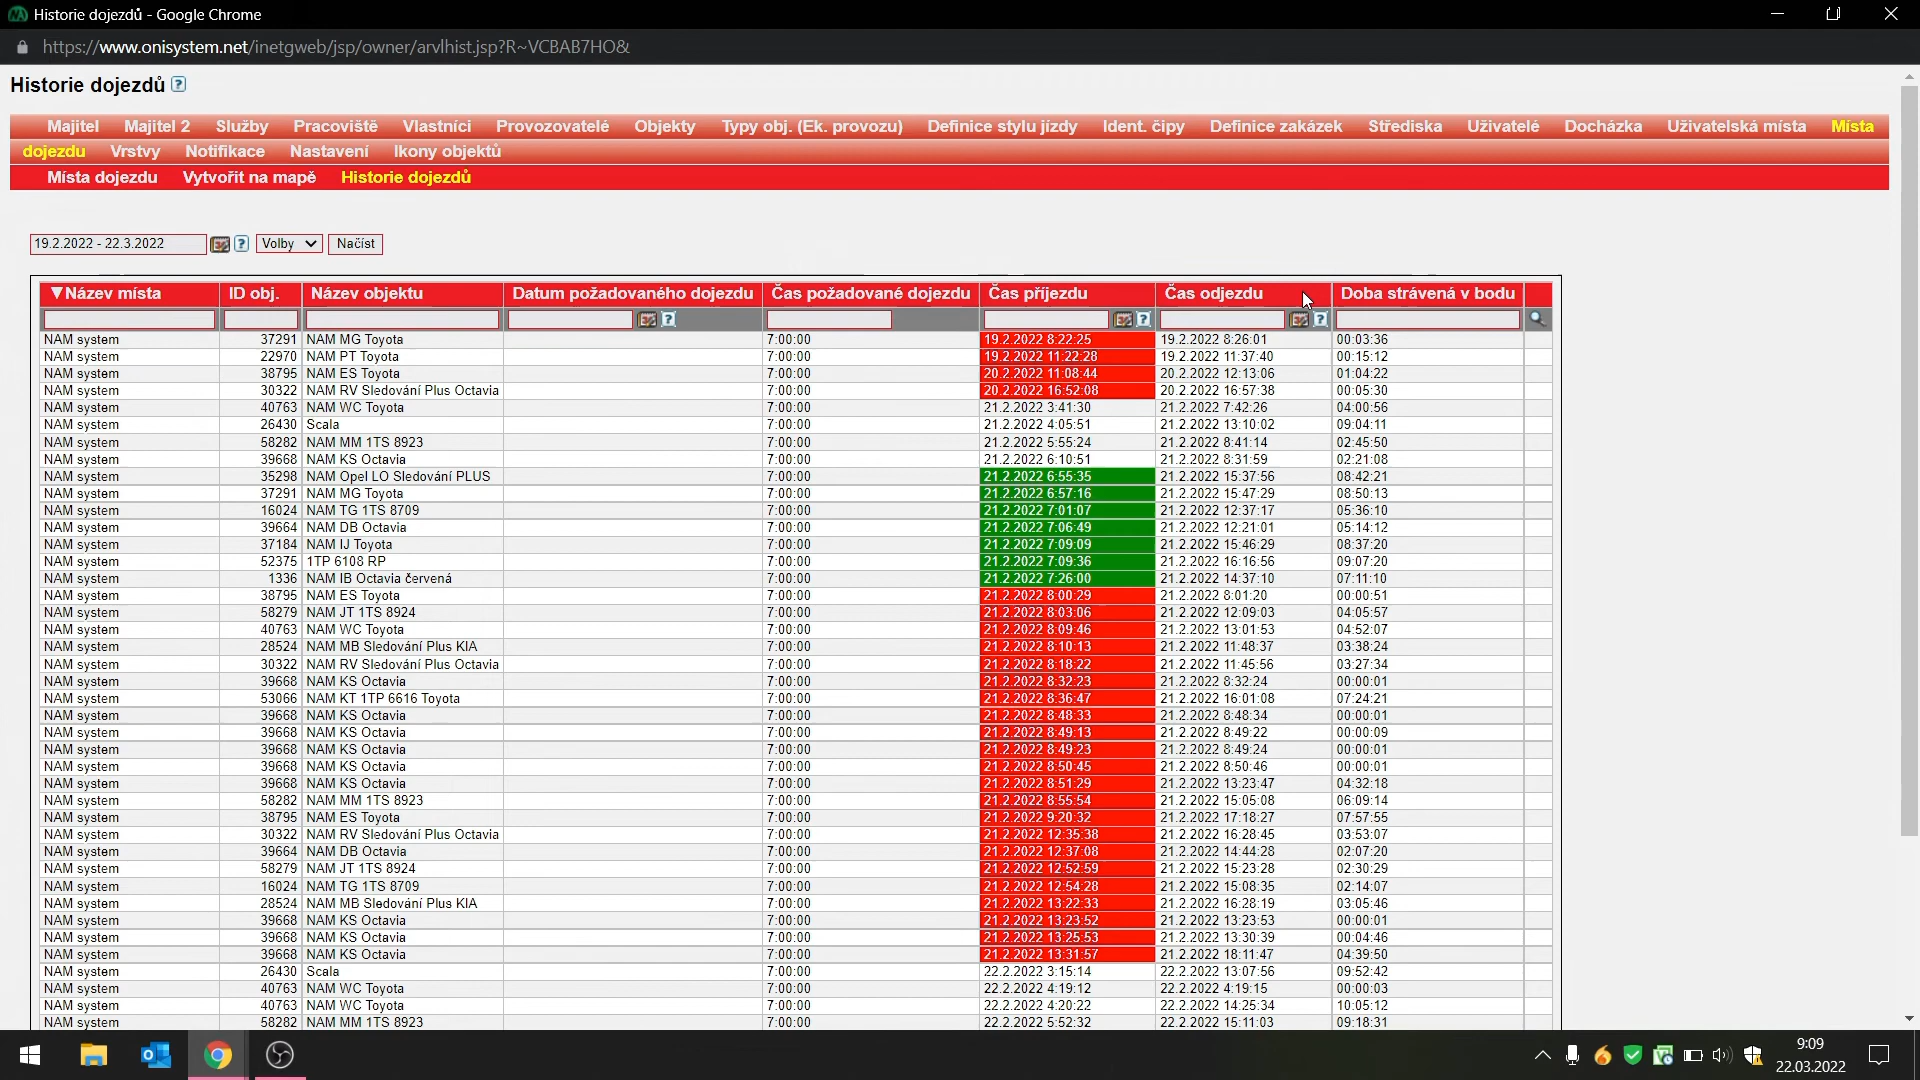 Historie dojezdů - Google Chrome
https://www.onisystem.net/inetgweb/jsp/owner/arvlhist.jsp?R~VCBAB7HO&
Historie dojezdů ?
Majitel Majitel 2 Služby Pracoviště Vlastníci Provozovatelé Objekty Typy obj. (Ek. provozu) Definice stylu jízdy Ident. čipy Definice zakázek Střediska Uživatelé Docházka Uživatelská místa Místa
dojezdu Vrstvy Notifikace Nastavení Ikony objektů
Místa dojezdu Vytvořit na mapě Historie dojezdů
19.2.2022 - 22.3.2022 ? Volby Načíst
▼Název místa ID obj. Název objektu Datum požadovaného dojezdu Čas požadované dojezdu Čas příjezdu Čas odjezdu Doba strávená v bodu
? ? ?
NAM system 37291 NAM MG Toyota 7:00:00 19.2.2022 8:22:25 19.2.2022 8:26:01 00:03:36
NAM system 22970 NAM PT Toyota 7:00:00 19.2.2022 11:22:28 19.2.2022 11:37:40 00:15:12
NAM system 38795 NAM ES Toyota 7:00:00 20.2.2022 11:08:44 20.2.2022 12:13:06 01:04:22
NAM system 30322 NAM RV Sledování Plus Octavia 7:00:00 20.2.2022 16:52:08 20.2.2022 16:57:38 00:05:30
NAM system 40763 NAM WC Toyota 7:00:00 21.2.2022 3:41:30 21.2.2022 7:42:26 04:00:56
NAM system 26430 Scala 7:00:00 21.2.2022 4:05:51 21.2.2022 13:10:02 09:04:11
NAM system 58282 NAM MM 1TS 8923 7:00:00 21.2.2022 5:55:24 21.2.2022 8:41:14 02:45:50
NAM system 39668 NAM KS Octavia 7:00:00 21.2.2022 6:10:51 21.2.2022 8:31:59 02:21:08
NAM system 35298 NAM Opel LO Sledování PLUS 7:00:00 21.2.2022 6:55:35 21.2.2022 15:37:56 08:42:21
NAM system 37291 NAM MG Toyota 7:00:00 21.2.2022 6:57:16 21.2.2022 15:47:29 08:50:13
NAM system 16024 NAM TG 1TS 8709 7:00:00 21.2.2022 7:01:07 21.2.2022 12:37:17 05:36:10
NAM system 39664 NAM DB Octavia 7:00:00 21.2.2022 7:06:49 21.2.2022 12:21:01 05:14:12
NAM system 37184 NAM IJ Toyota 7:00:00 21.2.2022 7:09:09 21.2.2022 15:46:29 08:37:20
NAM system 52375 1TP 6108 RP 7:00:00 21.2.2022 7:09:36 21.2.2022 16:16:56 09:07:20
NAM system 1336 NAM IB Octavia červená 7:00:00 21.2.2022 7:26:00 21.2.2022 14:37:10 07:11:10
NAM system 38795 NAM ES Toyota 7:00:00 21.2.2022 8:00:29 21.2.2022 8:01:20 00:00:51
NAM system 58279 NAM JT 1TS 8924 7:00:00 21.2.2022 8:03:06 21.2.2022 12:09:03 04:05:57
NAM system 40763 NAM WC Toyota 7:00:00 21.2.2022 8:09:46 21.2.2022 13:01:53 04:52:07
NAM system 28524 NAM MB Sledování Plus KIA 7:00:00 21.2.2022 8:10:13 21.2.2022 11:48:37 03:38:24
NAM system 30322 NAM RV Sledování Plus Octavia 7:00:00 21.2.2022 8:18:22 21.2.2022 11:45:56 03:27:34
NAM system 39668 NAM KS Octavia 7:00:00 21.2.2022 8:32:23 21.2.2022 8:32:24 00:00:01
NAM system 53066 NAM KT 1TP 6616 Toyota 7:00:00 21.2.2022 8:36:47 21.2.2022 16:01:08 07:24:21
NAM system 39668 NAM KS Octavia 7:00:00 21.2.2022 8:48:33 21.2.2022 8:48:34 00:00:01
NAM system 39668 NAM KS Octavia 7:00:00 21.2.2022 8:49:13 21.2.2022 8:49:22 00:00:09
NAM system 39668 NAM KS Octavia 7:00:00 21.2.2022 8:49:23 21.2.2022 8:49:24 00:00:01
NAM system 39668 NAM KS Octavia 7:00:00 21.2.2022 8:50:45 21.2.2022 8:50:46 00:00:01
NAM system 39668 NAM KS Octavia 7:00:00 21.2.2022 8:51:29 21.2.2022 13:23:47 04:32:18
NAM system 58282 NAM MM 1TS 8923 7:00:00 21.2.2022 8:55:54 21.2.2022 15:05:08 06:09:14
NAM system 38795 NAM ES Toyota 7:00:00 21.2.2022 9:20:32 21.2.2022 17:18:27 07:57:55
NAM system 30322 NAM RV Sledování Plus Octavia 7:00:00 21.2.2022 12:35:38 21.2.2022 16:28:45 03:53:07
NAM system 39664 NAM DB Octavia 7:00:00 21.2.2022 12:37:08 21.2.2022 14:44:28 02:07:20
NAM system 58279 NAM JT 1TS 8924 7:00:00 21.2.2022 12:52:59 21.2.2022 15:23:28 02:30:29
NAM system 16024 NAM TG 1TS 8709 7:00:00 21.2.2022 12:54:28 21.2.2022 15:08:35 02:14:07
NAM system 28524 NAM MB Sledování Plus KIA 7:00:00 21.2.2022 13:22:33 21.2.2022 16:28:19 03:05:46
NAM system 39668 NAM KS Octavia 7:00:00 21.2.2022 13:23:52 21.2.2022 13:23:53 00:00:01
NAM system 39668 NAM KS Octavia 7:00:00 21.2.2022 13:25:53 21.2.2022 13:30:39 00:04:46
NAM system 39668 NAM KS Octavia 7:00:00 21.2.2022 13:31:57 21.2.2022 18:11:47 04:39:50
NAM system 26430 Scala 7:00:00 22.2.2022 3:15:14 22.2.2022 13:07:56 09:52:42
NAM system 40763 NAM WC Toyota 7:00:00 22.2.2022 4:19:12 22.2.2022 4:19:15 00:00:03
NAM system 40763 NAM WC Toyota 7:00:00 22.2.2022 4:20:22 22.2.2022 14:25:34 10:05:12
NAM system 58282 NAM MM 1TS 8923 7:00:00 22.2.2022 5:52:32 22.2.2022 15:11:03 09:18:31
9:09
22.03.2022